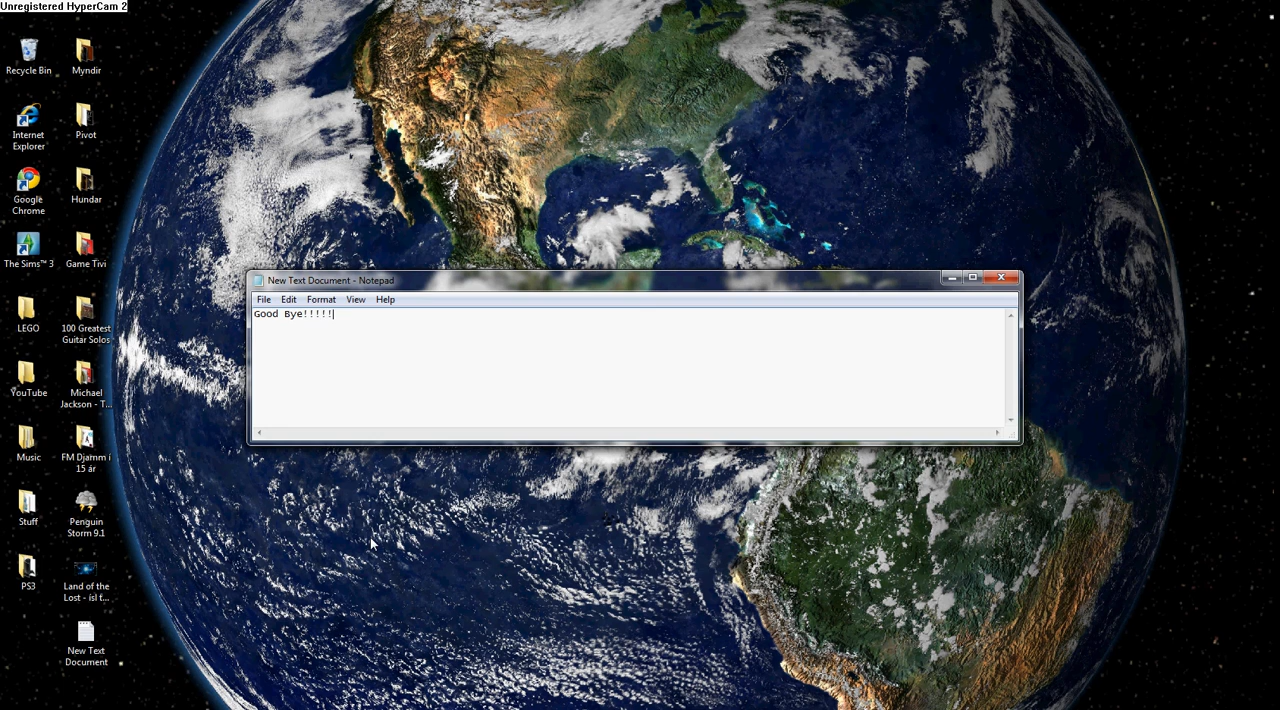 Unregistered HyperCam 2
Recycle Bin
Myndir
Internet
Explorer
Pivot
Google
Chrome
Hundar
The Sims™ 3
Game Tivi
LEGO
100 Greatest
Guitar Solos
YouTube
Michael
Jackson - T...
Music
FM Djamm í
15 ár
Stuff
Penguin
Storm 9.1
PS3
Land of the
Lost - ísl t...
New Text
Document
New Text Document - Notepad
File Edit Format View Help
Good Bye!!!!!